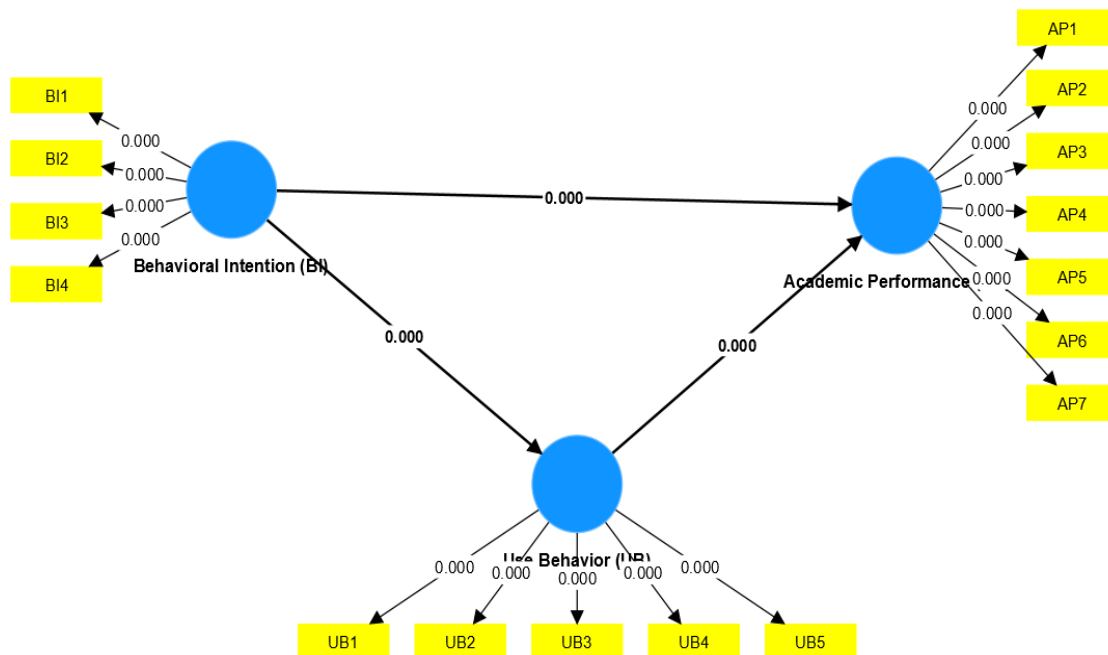 AP1
AP2
AP3
AP4
AP5
AP6
AP7
0.000
0.000
0.000
0.000
0.000
0.000
0.000
BI1
BI2
BI3
BI4
0.000
0.000
0.000
0.000
0.000
Behavioral Intention (BI)
Academic Performance
0.000
0.000
Use Behavior (UB)
0.000
0.000
0.000
0.000
0.000
UB1
UB2
UB3
UB4
UB5